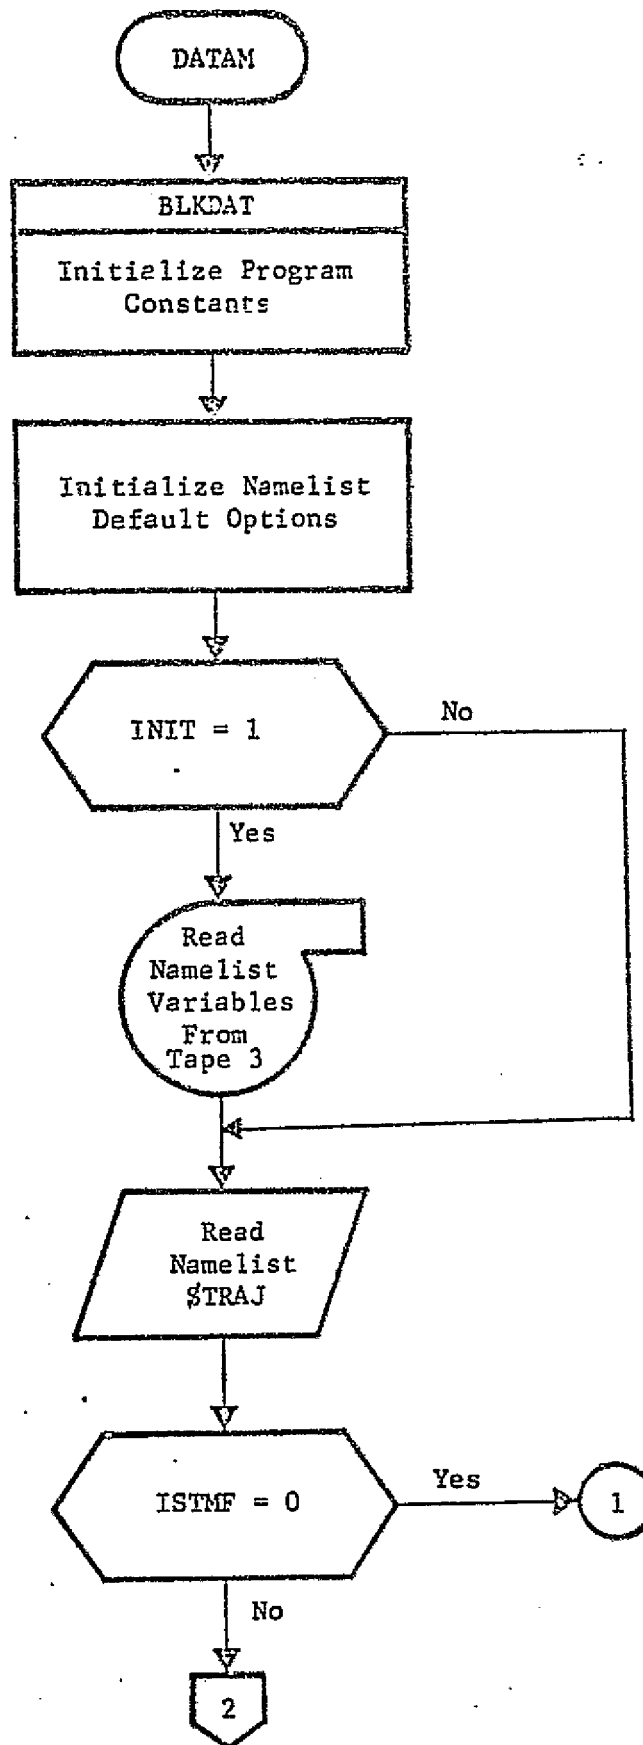 DATAM
BLKDAT
Initialize Program
Constants
Initialize Namelist
Default Options
INIT = 1
No
Yes
Read
Namelist
Variables
From
Tape 3
Read
Namelist
$TRAJ
ISTMF = 0
Yes
1
No
2